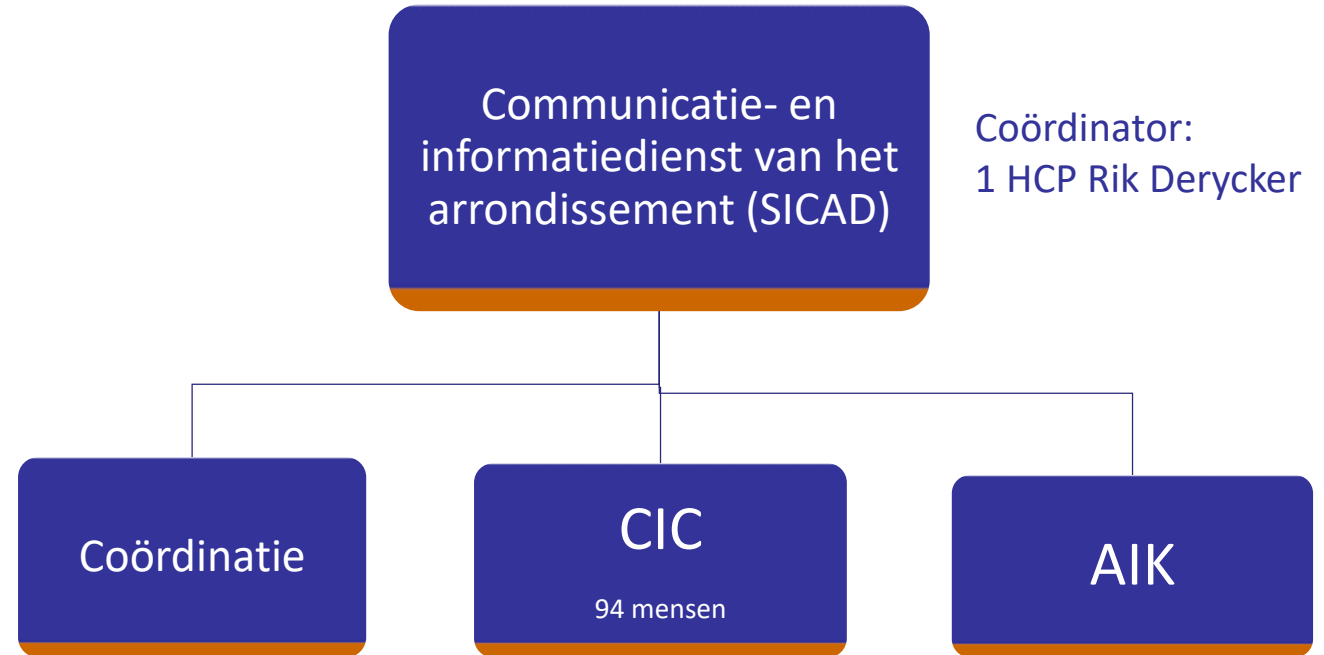 Communicatie- en
informatiedienst van het
arrondissement (SICAD)
Coördinator:
1 HCP Rik Derycker
Coördinatie
CIC
94 mensen
AIK